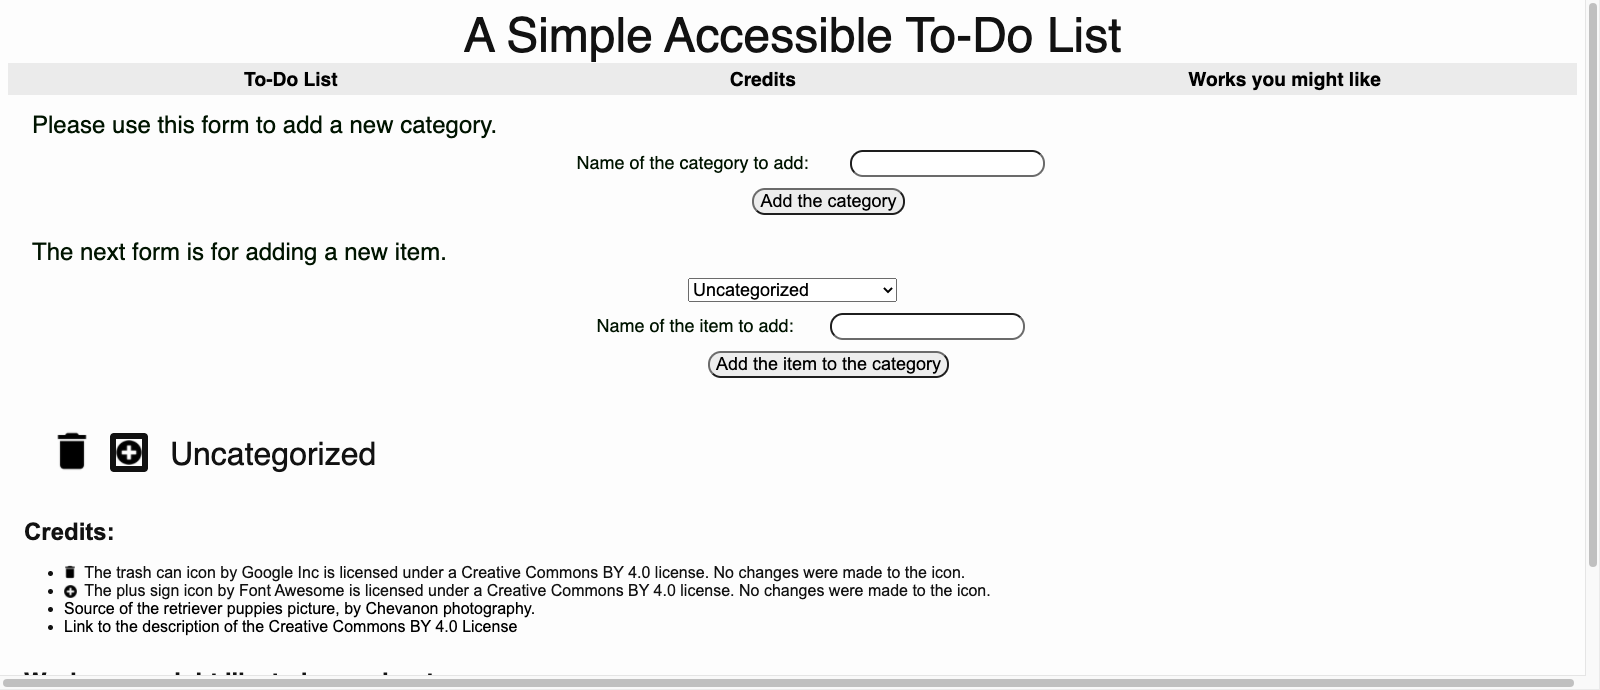 A Simple Accessible To-Do List
To-Do List Credits Works you might like
Please use this form to add a new category.
Name of the category to add:
Add the category
The next form is for adding a new item.
Uncategorized
Name of the item to add:
Add the item to the category
Uncategorized
Credits:
The trash can icon by Google Inc is licensed under a Creative Commons BY 4.0 license. No changes were made to the icon.
The plus sign icon by Font Awesome is licensed under a Creative Commons BY 4.0 license. No changes were made to the icon.
Source of the retriever puppies picture, by Chevanon photography.
Link to the description of the Creative Commons BY 4.0 License